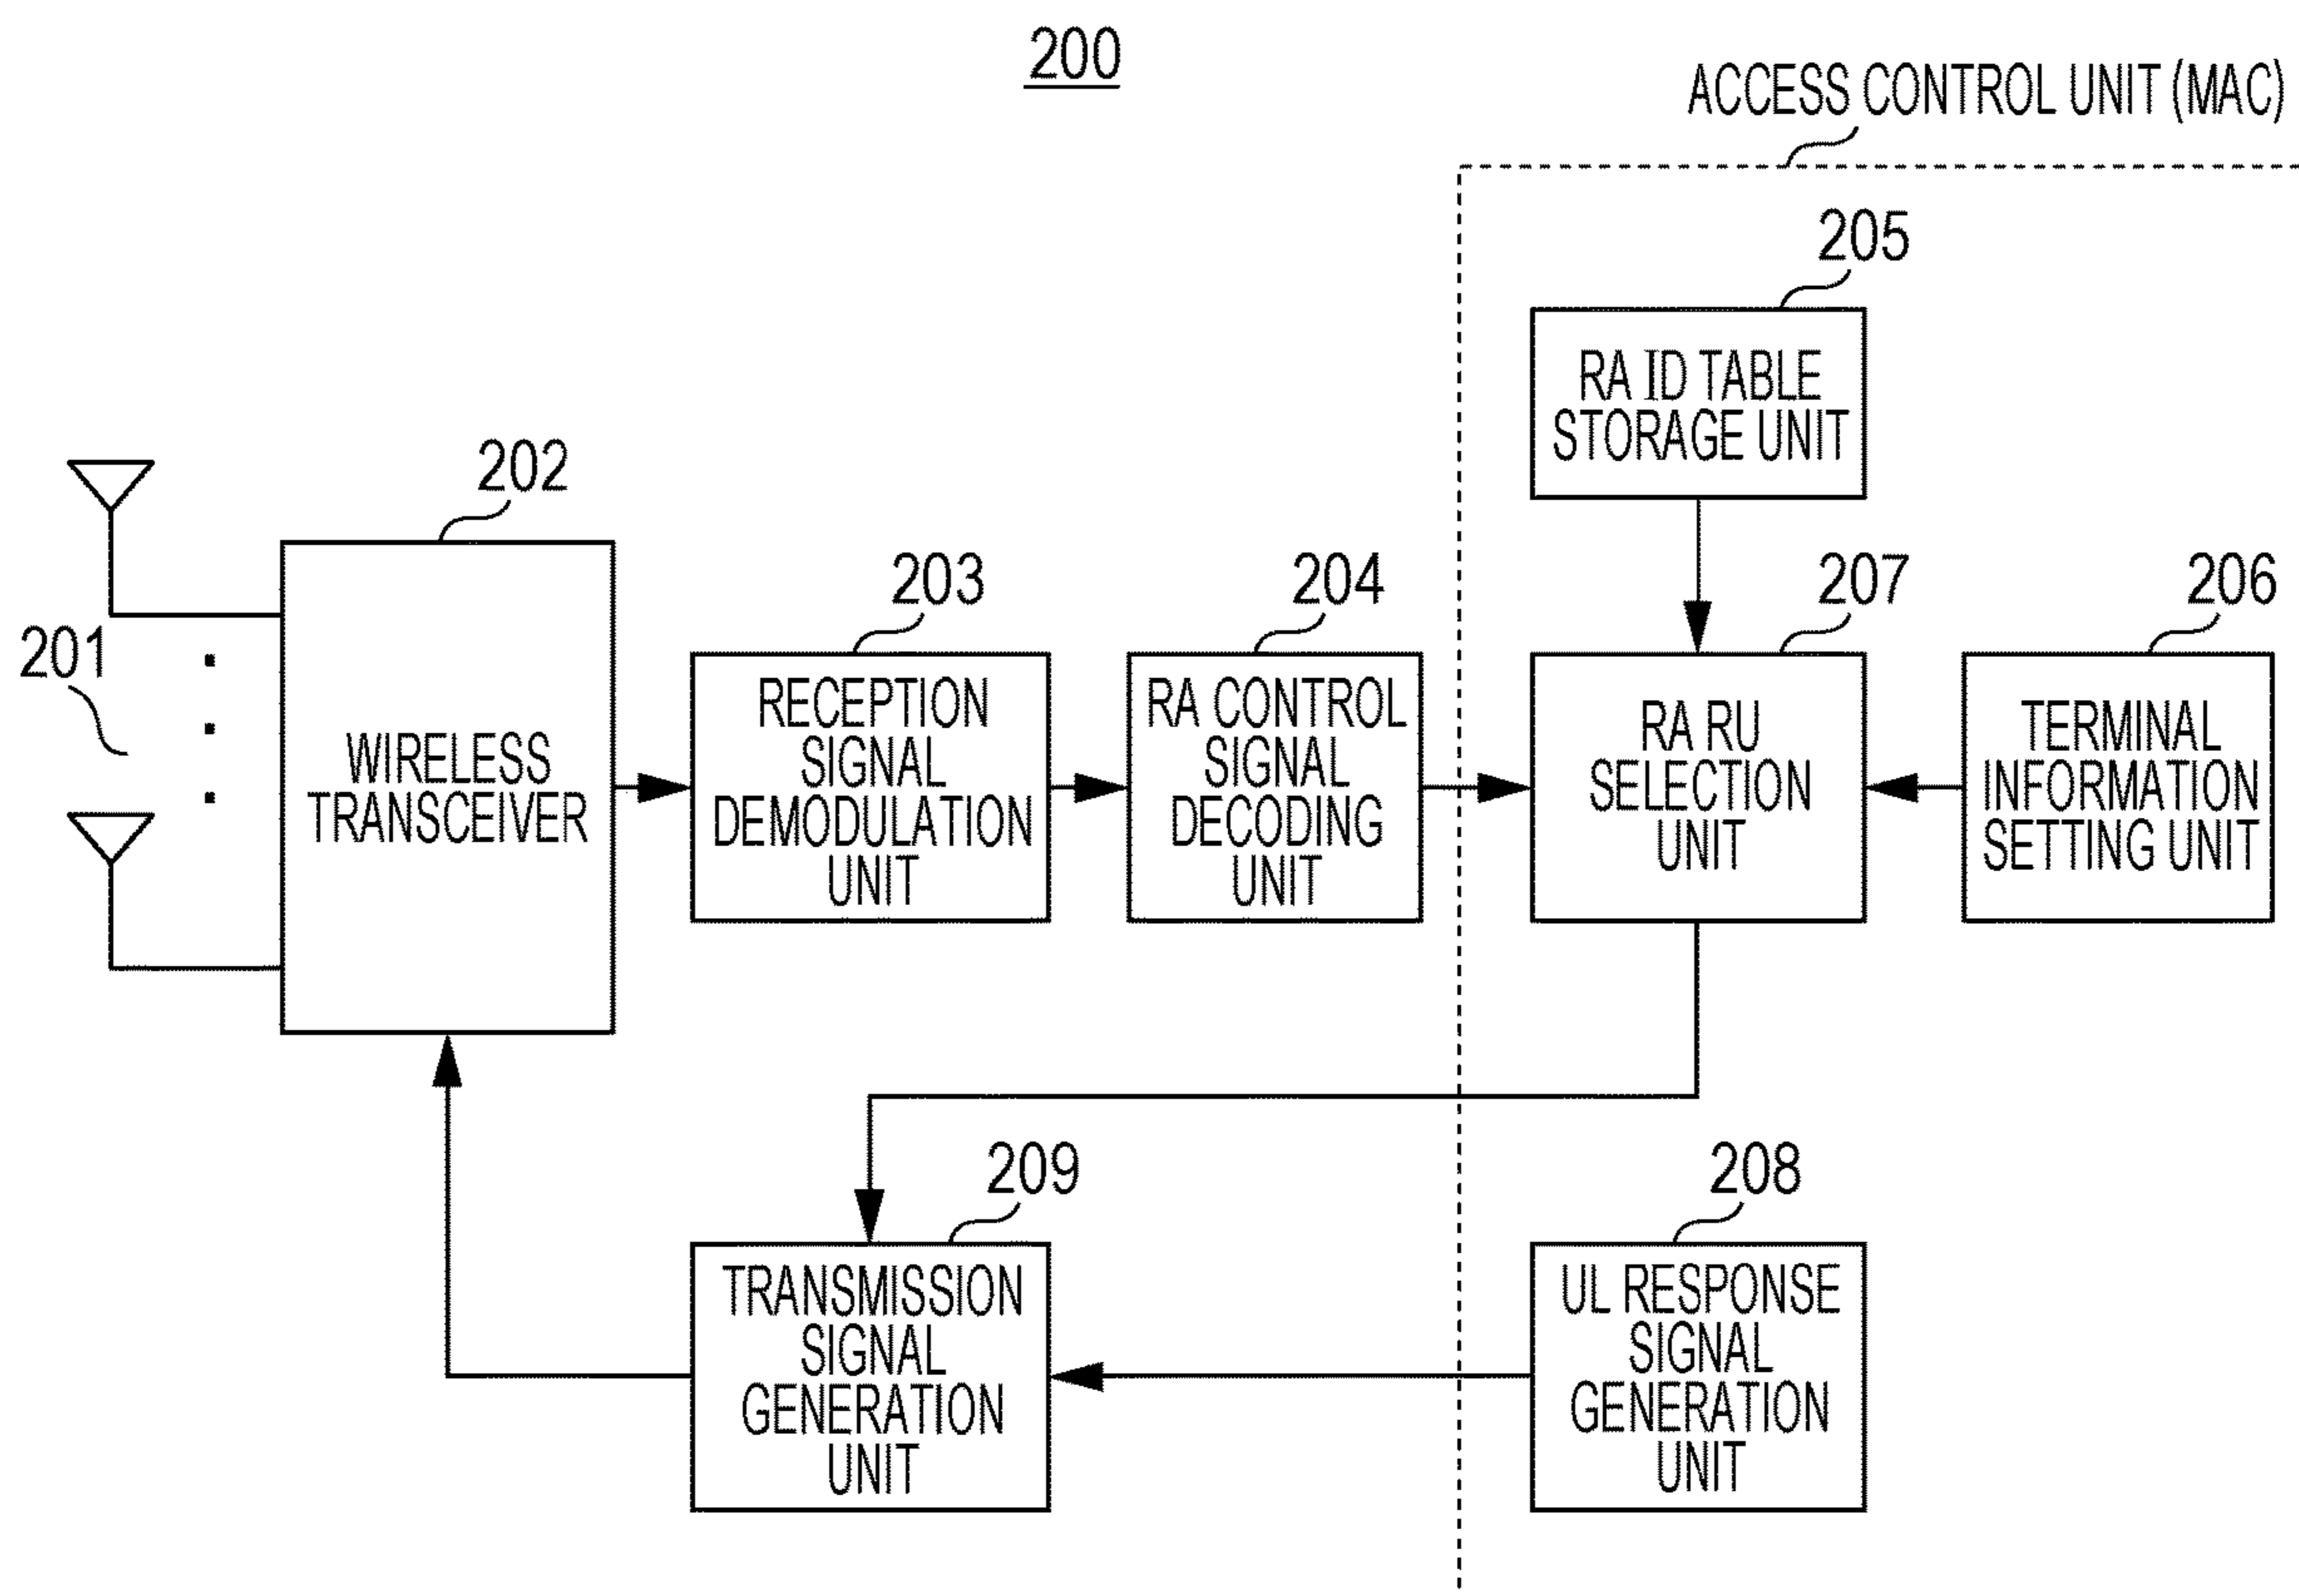 200
ACCESS CONTROL UNIT (MAC)
205
RA ID TABLE
STORAGE UNIT
202
WIRELESS
TRANSCEIVER
201
203
RECEPTION
SIGNAL
DEMODULATION
UNIT
204
RA CONTROL
SIGNAL
DECODING
UNIT
207
RA RU
SELECTION
UNIT
206
TERMINAL
INFORMATION
SETTING UNIT
209
TRANSMISSION
SIGNAL
GENERATION
UNIT
208
UL RESPONSE
SIGNAL
GENERATION
UNIT